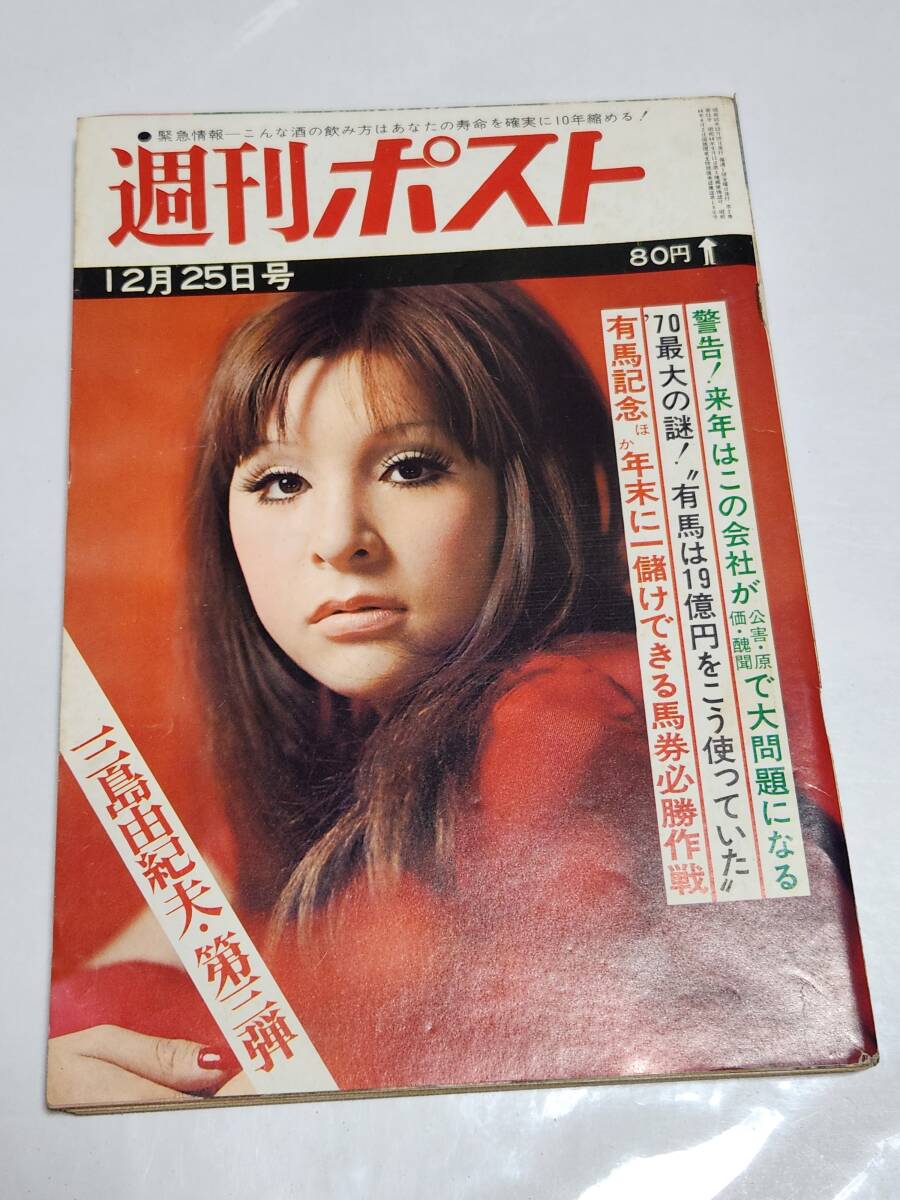 ●緊急情報―こんな酒の飲み方はあなたの寿命を確実に10年縮める！
週刊ポスト
12月25日号
80円
警告！来年はこの会社が公害・原価・醜聞で大問題になる
'70最大の謎！〝有馬は19億円をこう使っていた〟
有馬記念ほか年末に一儲けできる馬券必勝作戦
三島由紀夫・第三弾